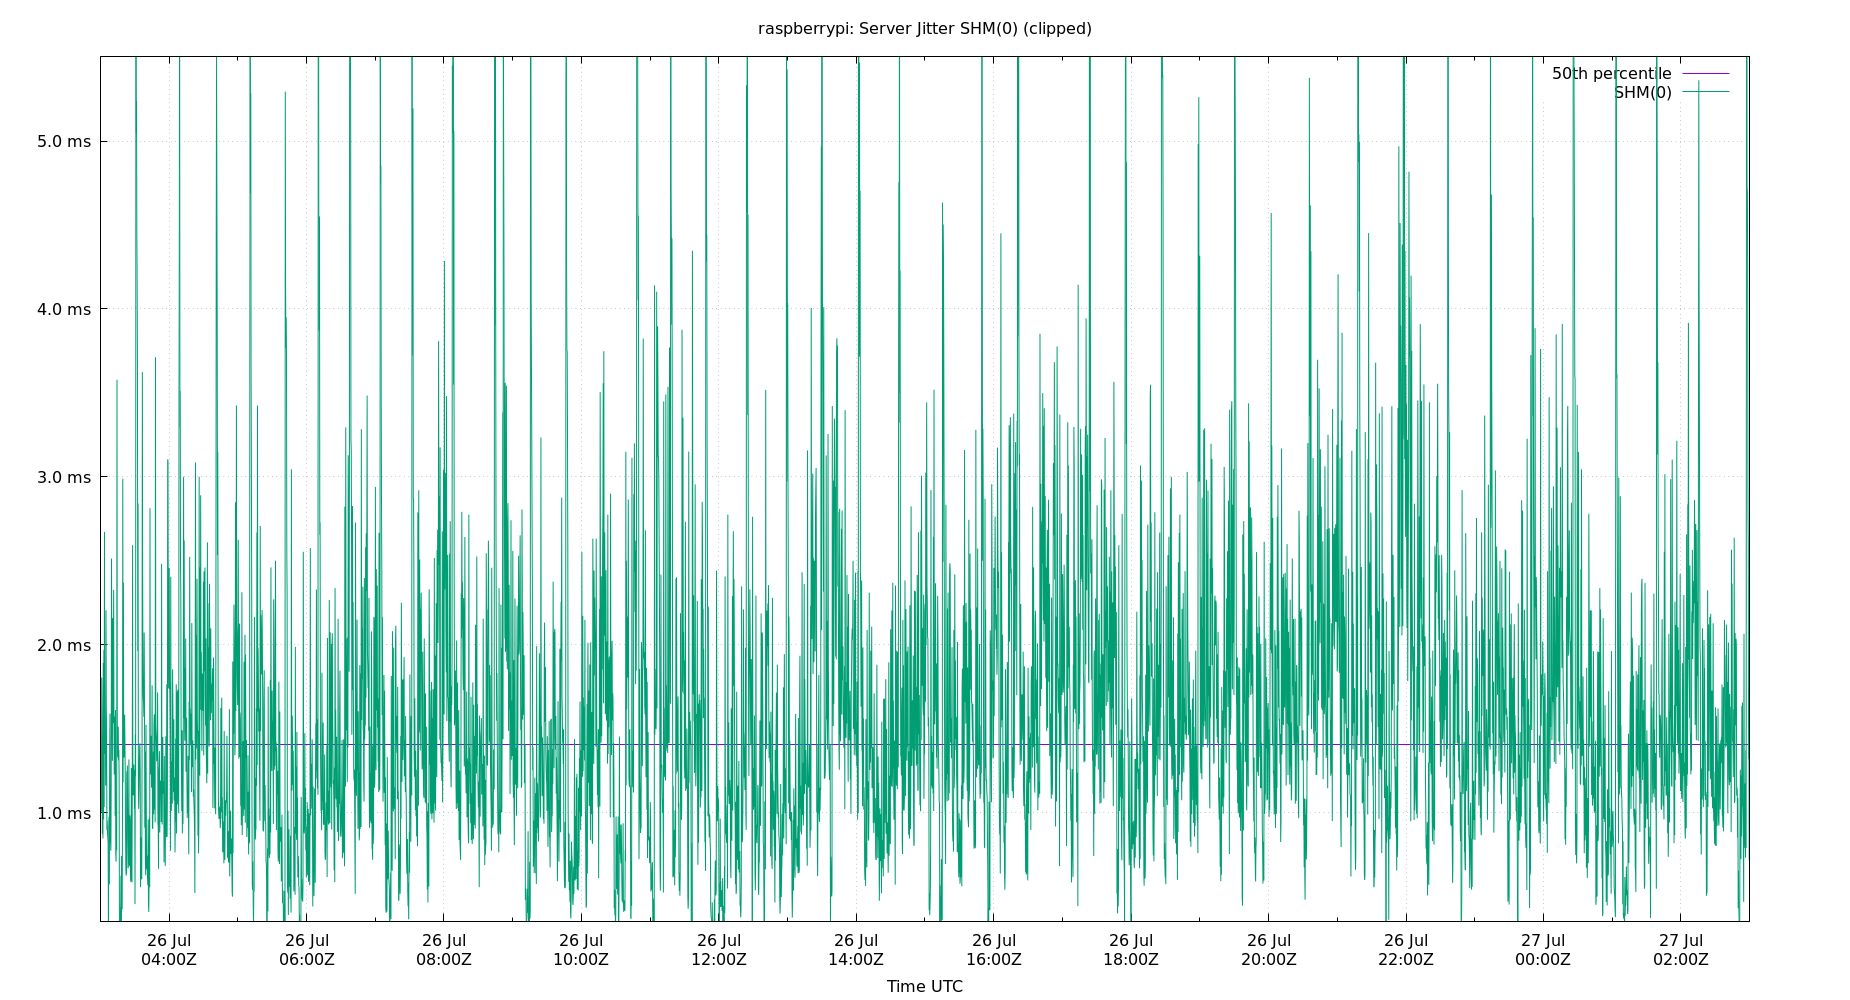 raspberrypi: Server Jitter SHM(0) (clipped)
50th percentile
SHM(0)
5.0 ms
4.0 ms
3.0 ms
2.0 ms
1.0 ms
26 Jul 26 Jul 26 Jul 26 Jul 26 Jul 26 Jul 26 Jul 26 Jul 26 Jul 26 Jul 27 Jul 27 Jul
04:00Z 06:00Z 08:00Z 10:00Z 12:00Z 14:00Z 16:00Z 18:00Z 20:00Z 22:00Z 00:00Z 02:00Z
Time UTC